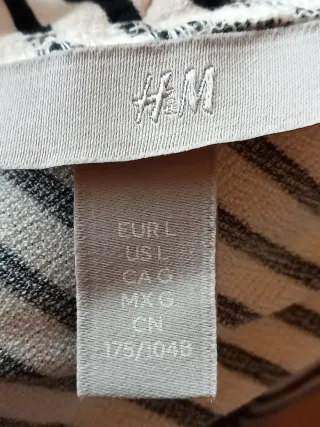 H&M
EUR L
US L
CA G
MX G
CN
175/104B